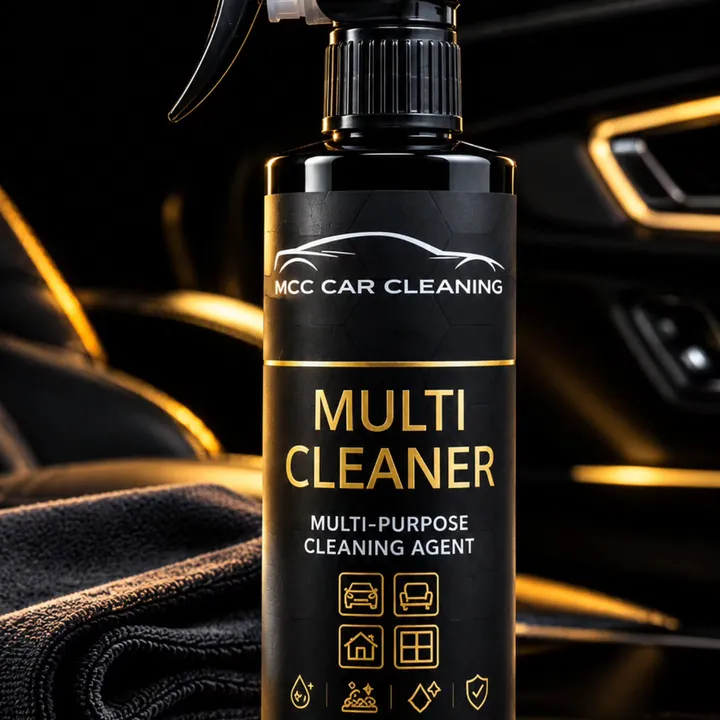 MCC CAR CLEANING
MULTI
CLEANER
MULTI-PURPOSE
CLEANING AGENT